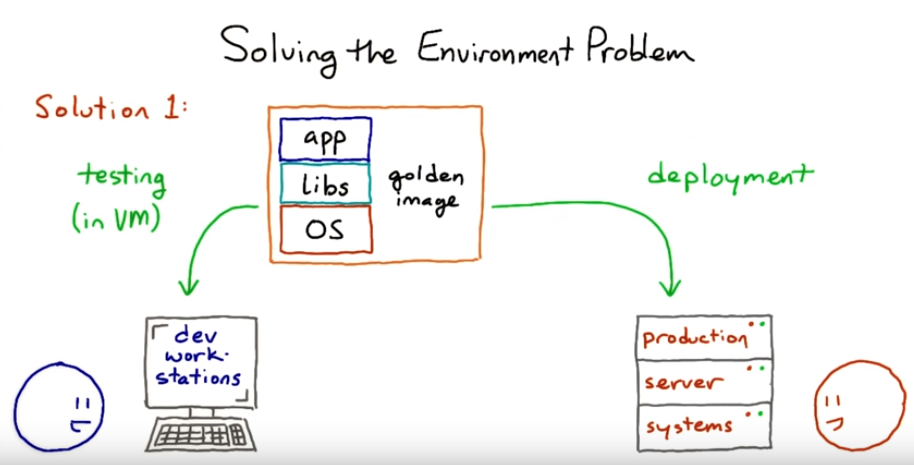 Solving the Environment Problem
Solution 1:
testing
(in VM)
app
Libs
OS
golden
image
deployment
dev
work-
stations
production
server
systems